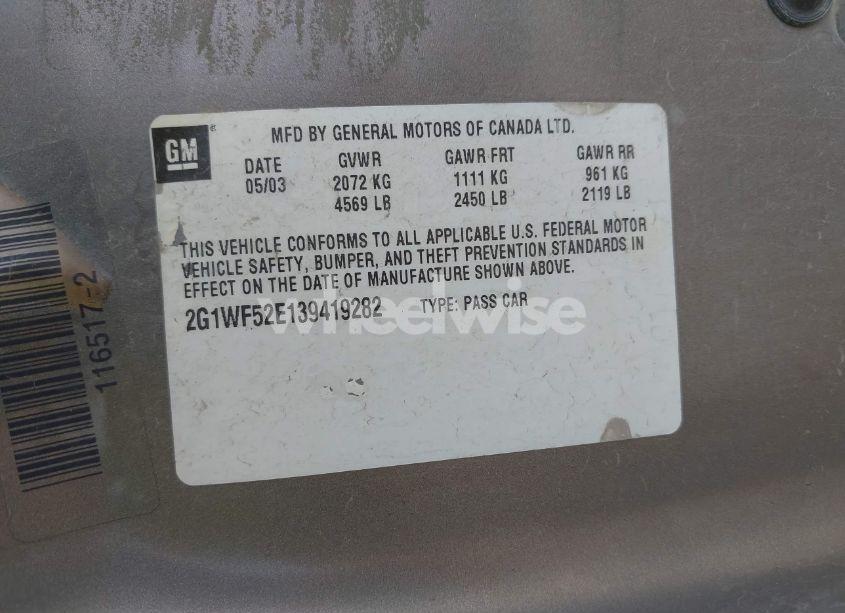 GM
MFD BY GENERAL MOTORS OF CANADA LTD.
DATE GVWR GAWR FRT GAWR RR
05/03 2072 KG 1111 KG 961 KG
4569 LB 2450 LB 2119 LB
THIS VEHICLE CONFORMS TO ALL APPLICABLE U.S. FEDERAL MOTOR
VEHICLE SAFETY, BUMPER, AND THEFT PREVENTION STANDARDS IN
EFFECT ON THE DATE OF MANUFACTURE SHOWN ABOVE.
2G1WF52E139419282 TYPE: PASS CAR
wheelwise
116517-2